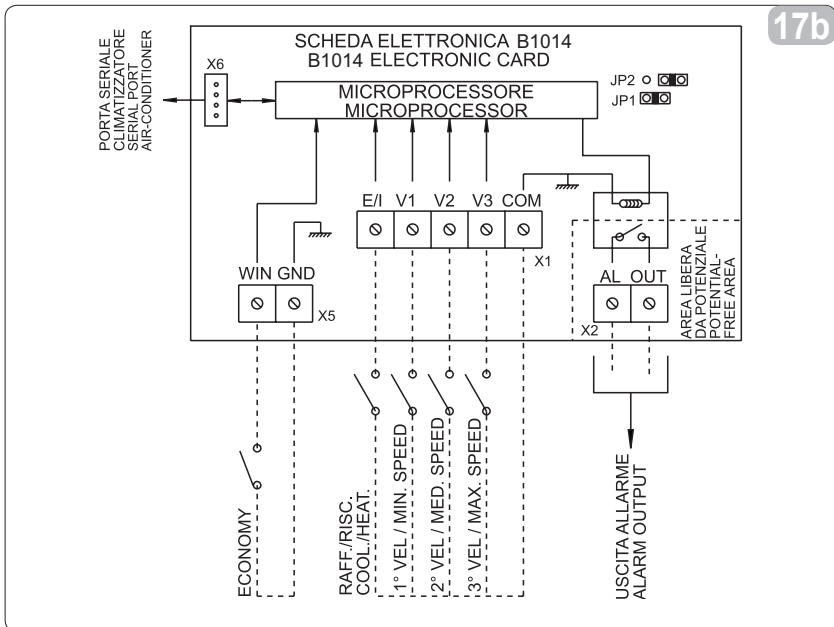 17b
SCHEDA ELETTRONICA B1014
B1014 ELECTRONIC CARD
PORTA SERIALE
CLIMATIZZATORE
SERIAL PORT
AIR-CONDITIONER
X6
MICROPROCESSORE
MICROPROCESSOR
JP2
JP1
E/I V1 V2 V3 COM
X1
WIN GND
X5
AL OUT
X2
AREA LIBERA
DA POTENZIALE
POTENTIAL-
FREE AREA
ECONOMY
RAFF./RISC.
COOL./HEAT.
1° VEL / MIN. SPEED
2° VEL / MED. SPEED
3° VEL / MAX. SPEED
USCITA ALLARME
ALARM OUTPUT